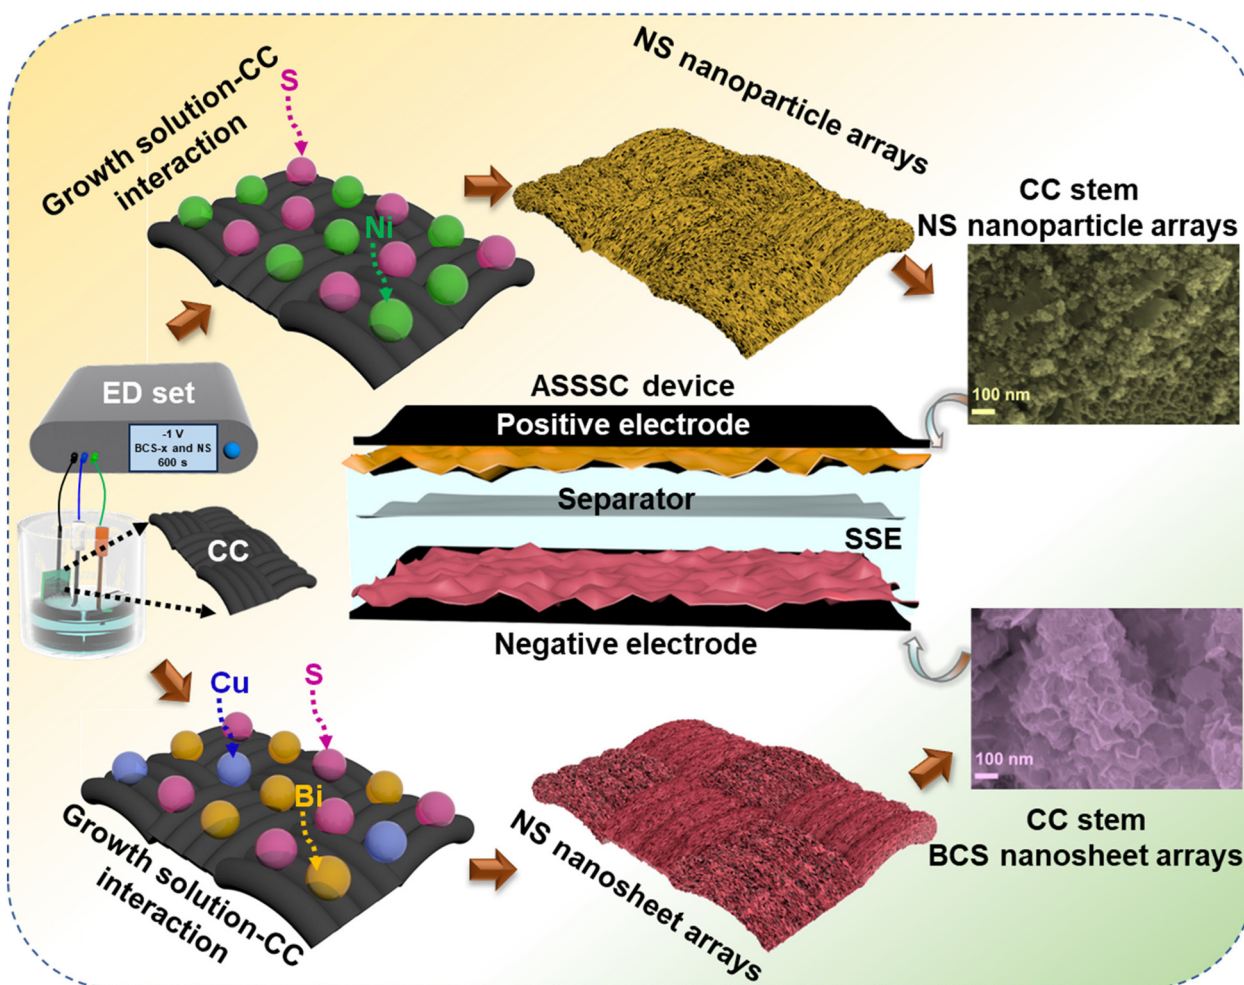 Growth solution-CC
interaction
S
Ni
NS nanoparticle arrays
CC stem
NS nanoparticle arrays
100 nm
ED set
-1 V
BCS-x and NS
600 s
CC
ASSSC device
Positive electrode
Separator
SSE
Negative electrode
Cu
S
Bi
Growth solution-CC
interaction
NS nanosheet arrays
100 nm
CC stem
BCS nanosheet arrays